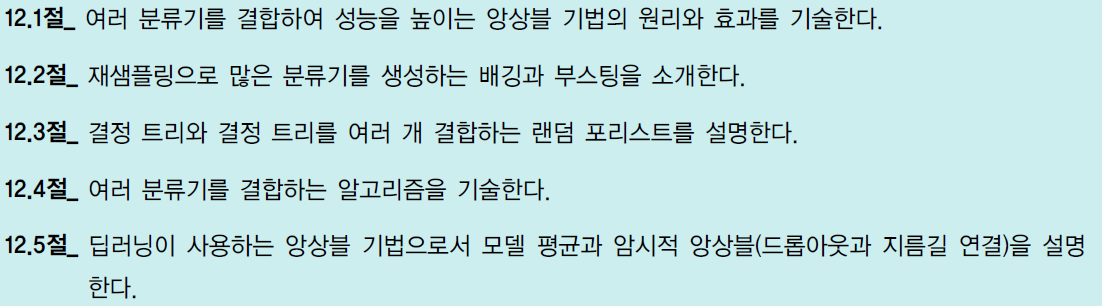 12.1절_ 여러 분류기를 결합하여 성능을 높이는 앙상블 기법의 원리와 효과를 기술한다.
12.2절_ 재샘플링으로 많은 분류기를 생성하는 배깅과 부스팅을 소개한다.
12.3절_ 결정 트리와 결정 트리를 여러 개 결합하는 랜덤 포리스트를 설명한다.
12.4절_ 여러 분류기를 결합하는 알고리즘을 기술한다.
12.5절_ 딥러닝이 사용하는 앙상블 기법으로서 모델 평균과 암시적 앙상블(드롭아웃과 지름길 연결)을 설명
한다.